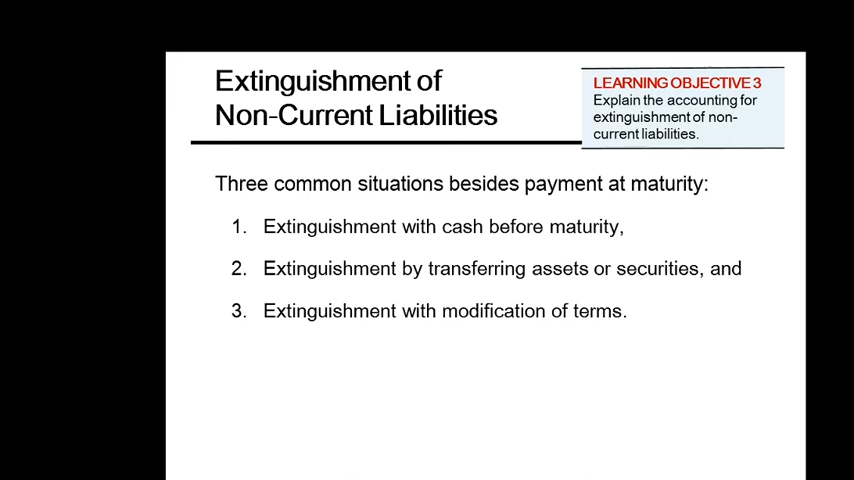 Extinguishment of
Non-Current Liabilities
LEARNING OBJECTIVE 3
Explain the accounting for
extinguishment of non-
current liabilities.
Three common situations besides payment at maturity:
1. Extinguishment with cash before maturity,
2. Extinguishment by transferring assets or securities, and
3. Extinguishment with modification of terms.